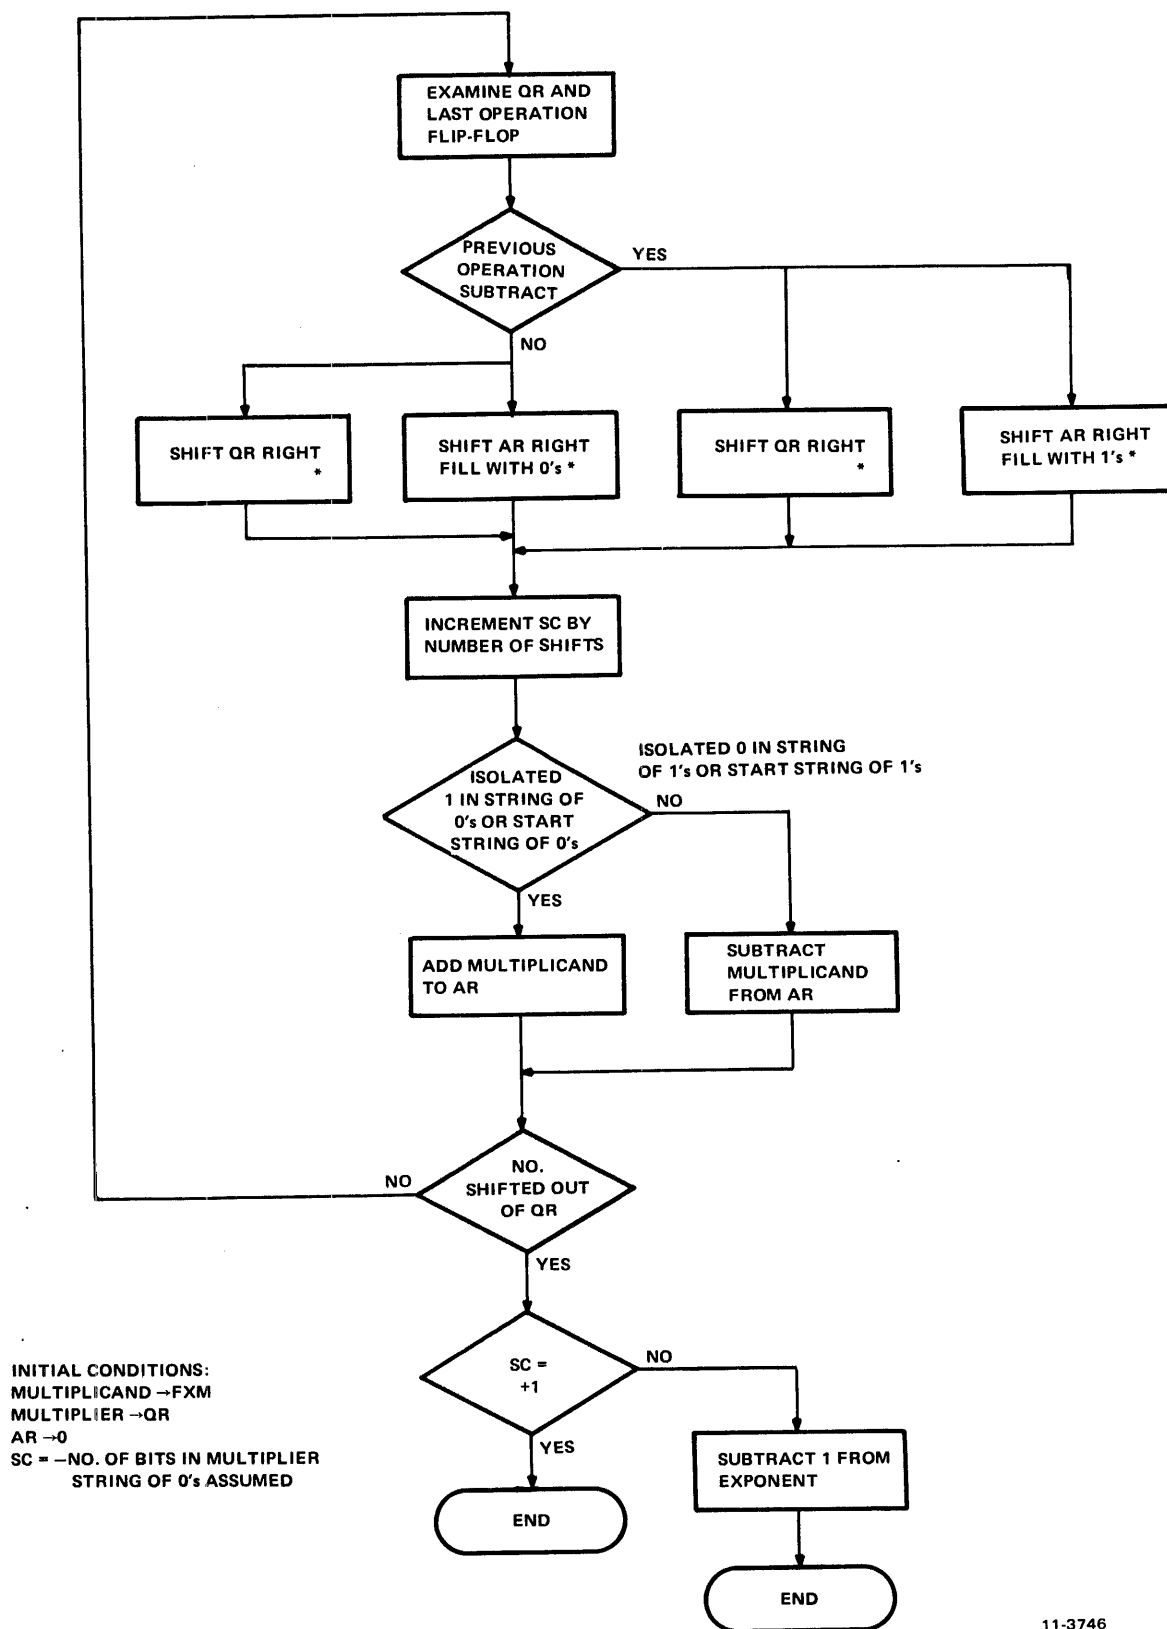 EXAMINE QR AND
LAST OPERATION
FLIP-FLOP
PREVIOUS
OPERATION
SUBTRACT
YES
NO
SHIFT QR RIGHT
*
SHIFT AR RIGHT
FILL WITH 0's *
SHIFT QR RIGHT
*
SHIFT AR RIGHT
FILL WITH 1's *
INCREMENT SC BY
NUMBER OF SHIFTS
ISOLATED
1 IN STRING OF
0's OR START
STRING OF 0's
ISOLATED 0 IN STRING
OF 1's OR START STRING OF 1's
NO
YES
ADD MULTIPLICAND
TO AR
SUBTRACT
MULTIPLICAND
FROM AR
NO.
SHIFTED OUT
OF QR
NO
YES
SC =
+1
NO
YES
INITIAL CONDITIONS:
MULTIPLICAND →FXM
MULTIPLIER →QR
AR →0
SC = —NO. OF BITS IN MULTIPLIER
STRING OF 0's ASSUMED
SUBTRACT 1 FROM
EXPONENT
END
END
11-3746